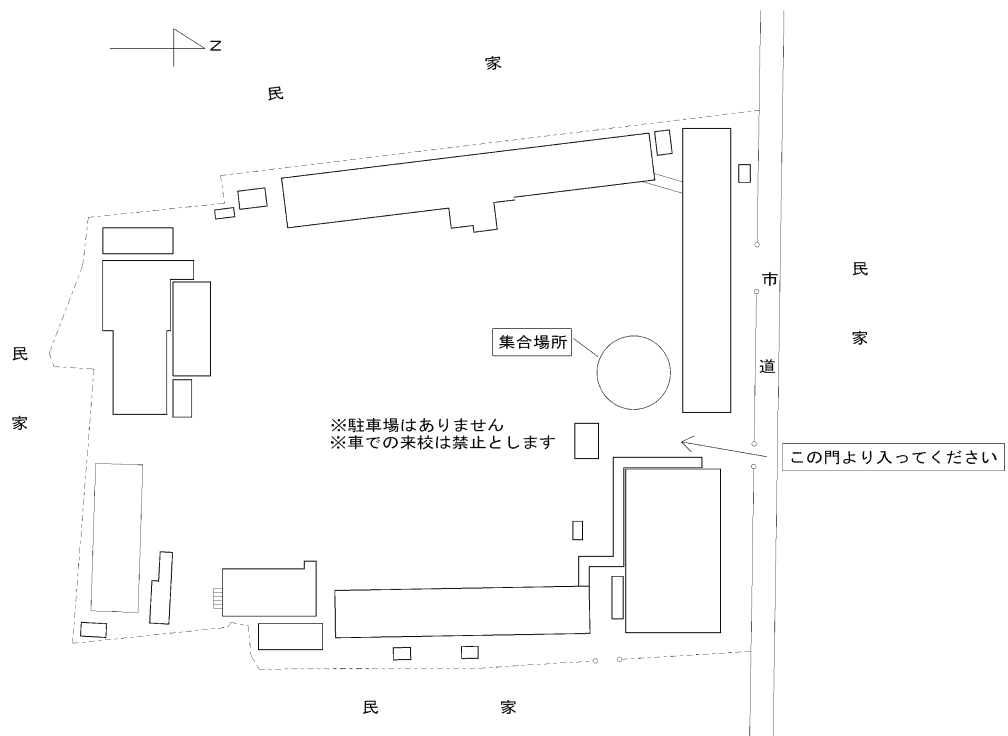 N
民 家
集合場所
市道
民家
民家
※駐車場はありません
※車での来校は禁止とします
この門より入ってください
民 家